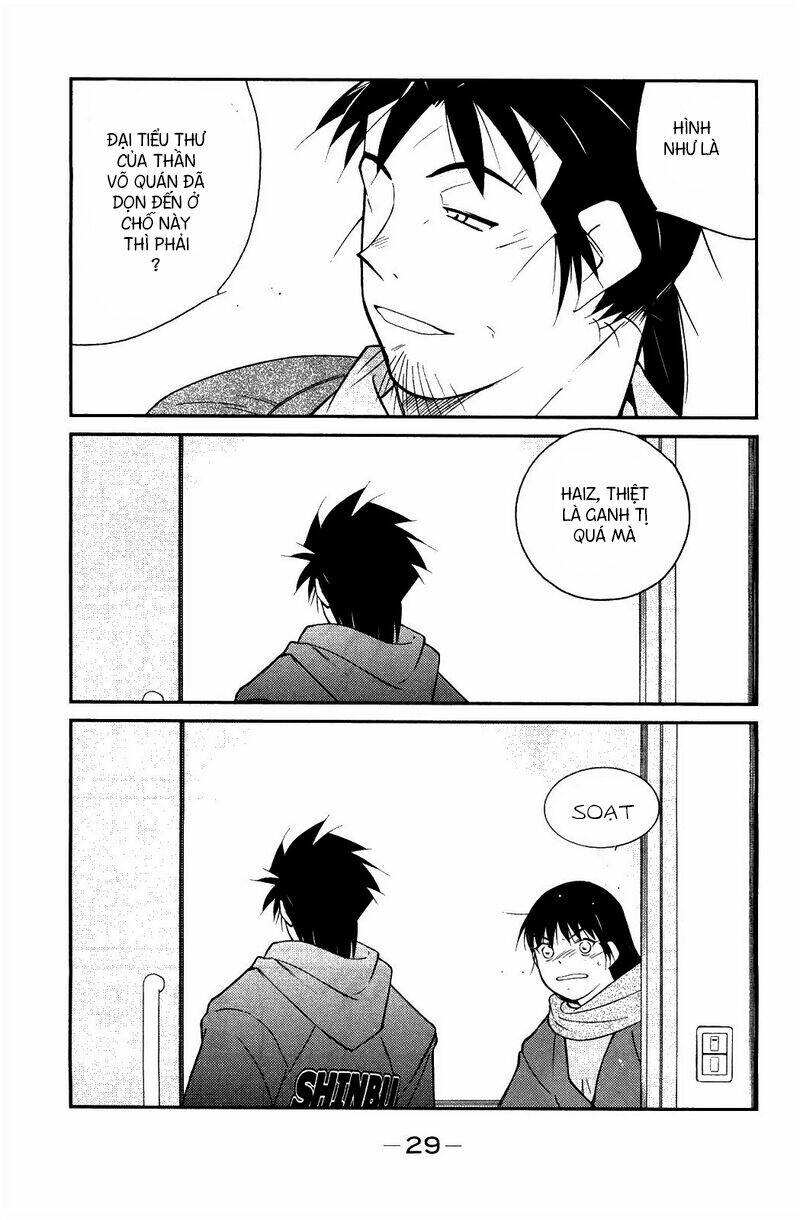 HÌNH
NHƯ LÀ
ĐẠI TIỂU THƯ
CỦA THẦN
VÕ QUÁN ĐÃ
DỌN ĐẾN Ở
CHỖ NÀY
THÌ PHẢI
?
HAIZ, THIỆT
LÀ GANH TỊ
QUÁ MÀ
SOẠT
SHINBU
-29-